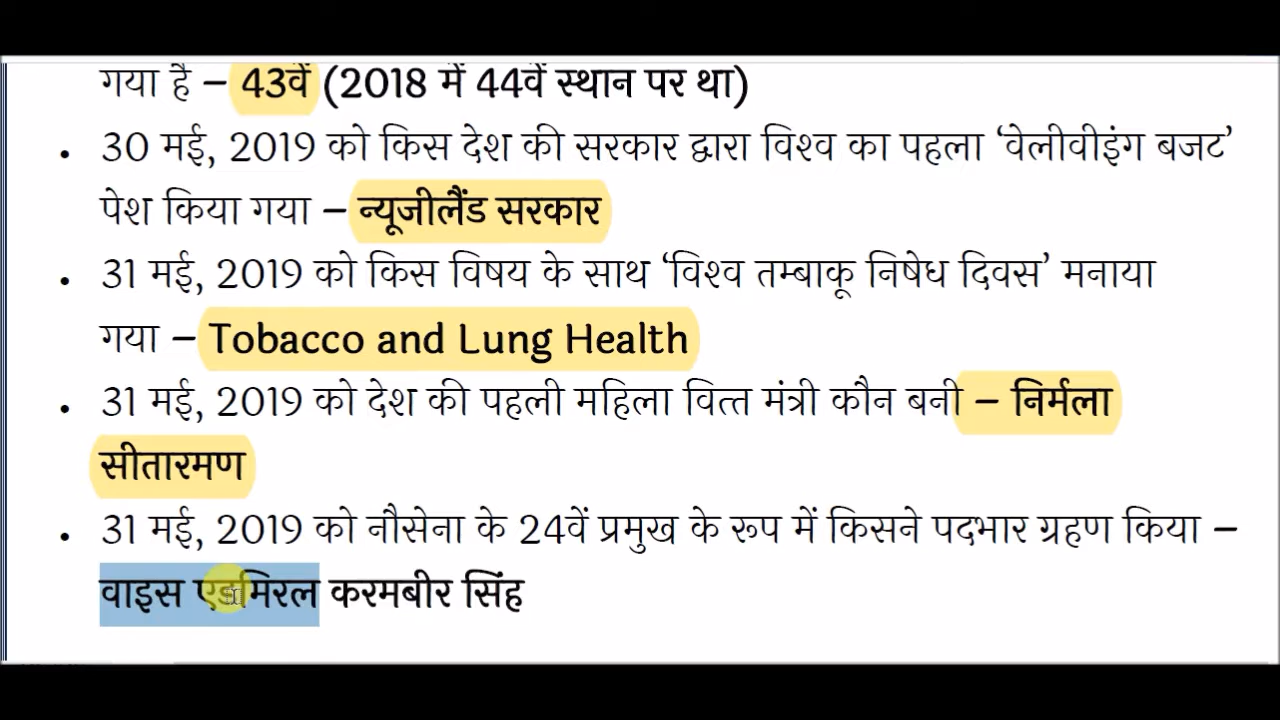 गया है – 43वें (2018 में 44वें स्थान पर था)
• 30 मई, 2019 को किस देश की सरकार द्वारा विश्व का पहला ‘वेलीवीइंग बजट’
पेश किया गया – न्यूजीलैंड सरकार
• 31 मई, 2019 को किस विषय के साथ ‘विश्व तम्बाकू निषेध दिवस’ मनाया
गया – Tobacco and Lung Health
• 31 मई, 2019 को देश की पहली महिला वित्त मंत्री कौन बनी – निर्मला
सीतारमण
• 31 मई, 2019 को नौसेना के 24वें प्रमुख के रूप में किसने पदभार ग्रहण किया –
वाइस एडमिरल करमबीर सिंह